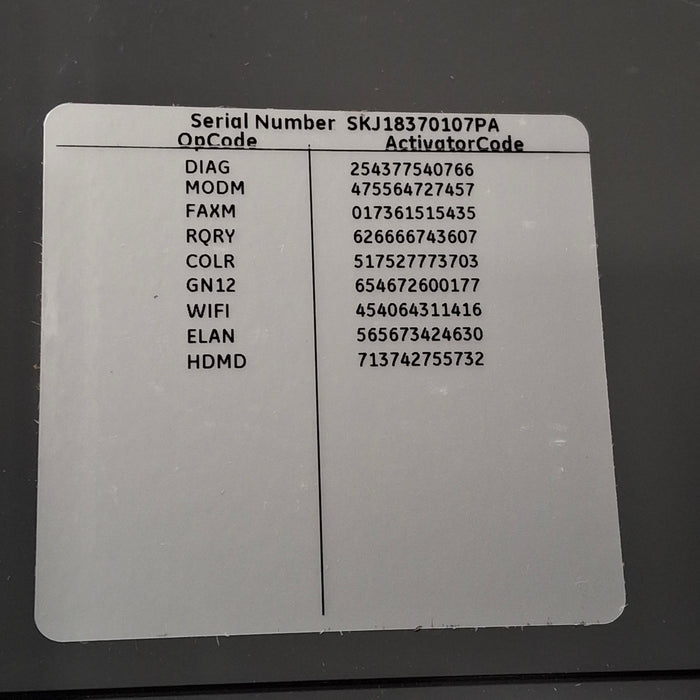 Serial Number SKJ18370107PA
OpCode ActivatorCode
DIAG 254377540766
MODM 475564727457
FAXM 017361515435
RQRY 626666743607
COLR 517527773703
GN12 654672600177
WIFI 454064311416
ELAN 565673424630
HDMD 713742755732